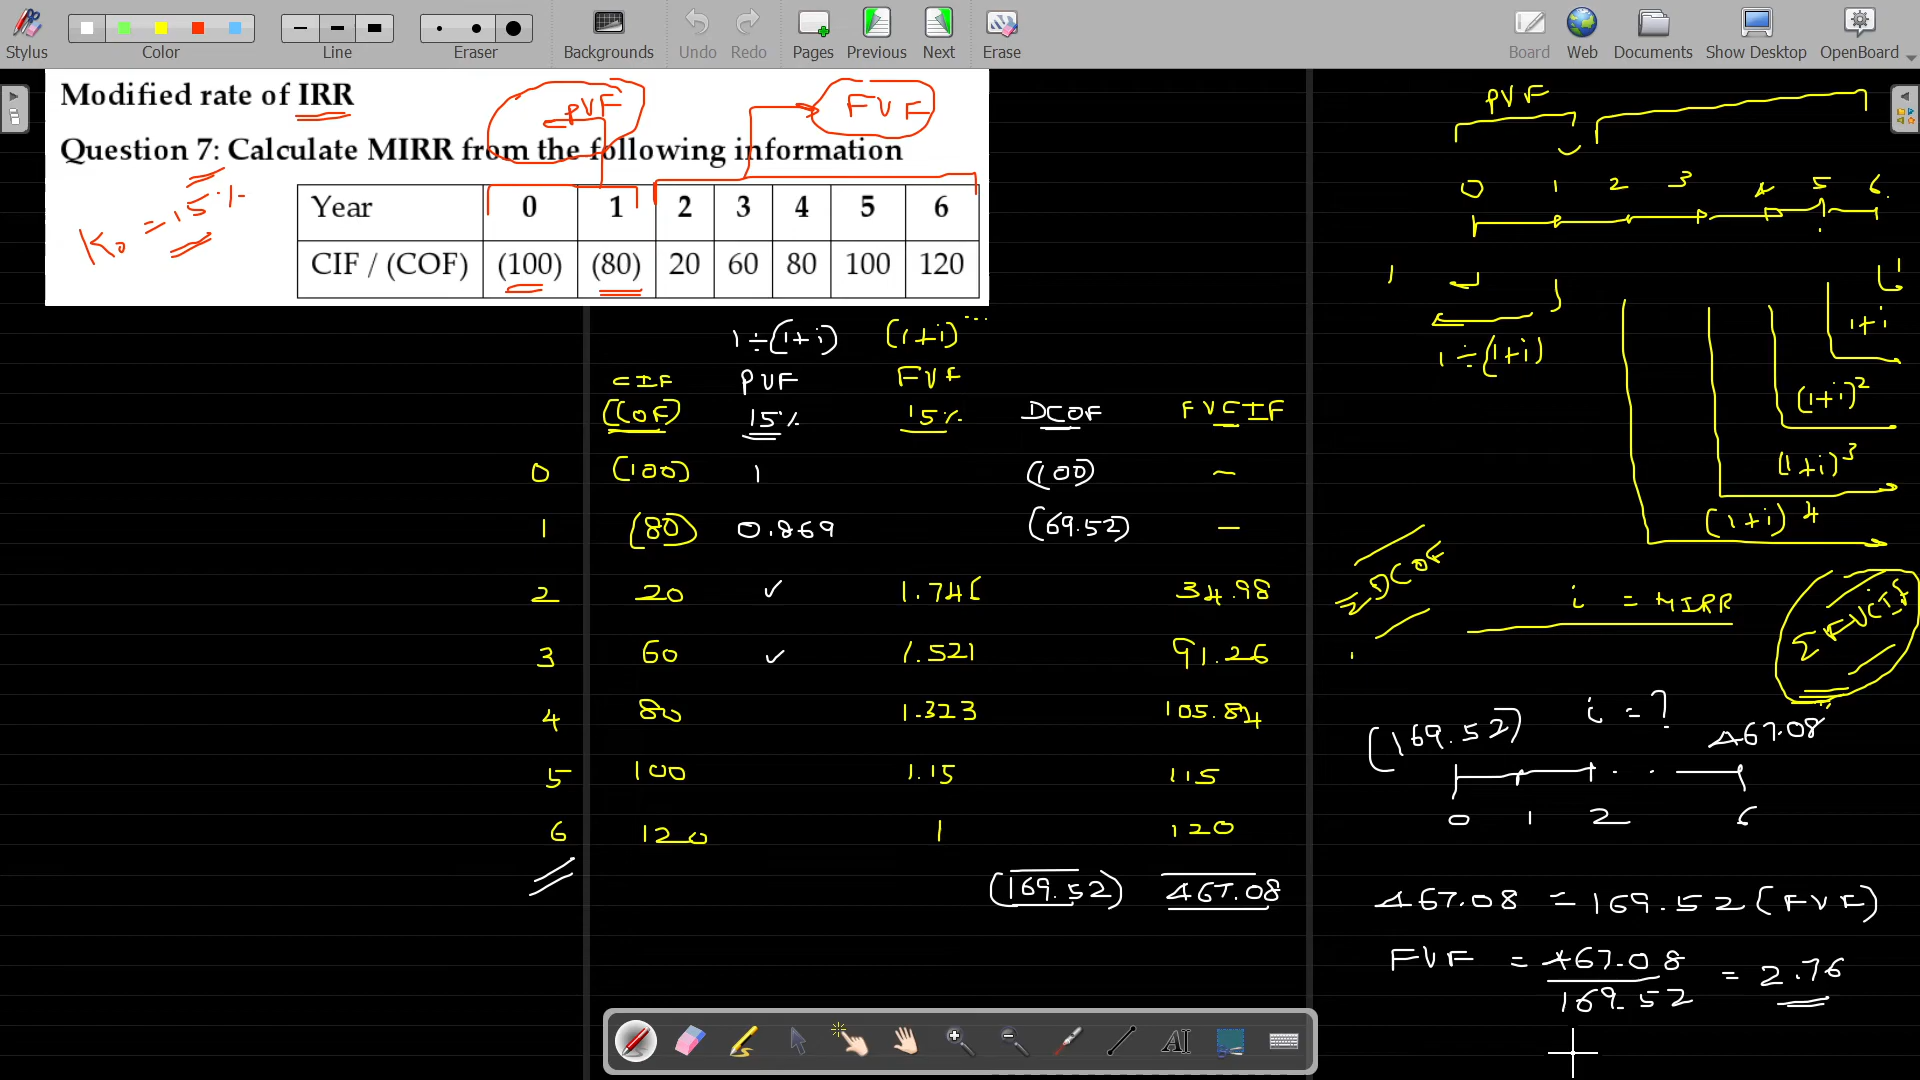 Stylus
Color
Line
Eraser
Backgrounds
Undo
Redo
Pages
Previous
Next
Erase
Board
Web
Documents
Show Desktop
OpenBoard
Modified rate of IRR
PVF
FVF
Question 7: Calculate MIRR from the following information
K₀ = 15%
Year 0 1 2 3 4 5 6
CIF / (COF) (100) (80) 20 60 80 100 120
1÷(1+i) (1+i)...
CIF PVF FVF
(COF) 15% 15% DCOF FVCIF
0 (100) 1 (100) –
1 (80) 0.869 (69.52) –
2 20 ✓ 1.74 34.98
3 60 ✓ 1.521 91.26
4 80 1.323 105.84
5 100 1.15 115
6 120 1 120
(169.52) 467.08
PVF
0 1 2 3 4 5 6
1 1 1
1÷(1+i)
1+i
(1+i)²
(1+i)³
(1+i)⁴
ΣDCOF
i = MIRR
ΣFVCIF
(169.52) i = ? 467.08
0 1 2 6
467.08 = 169.52 (FVF)
FVF = 467.08 / 169.52 = 2.76
AI